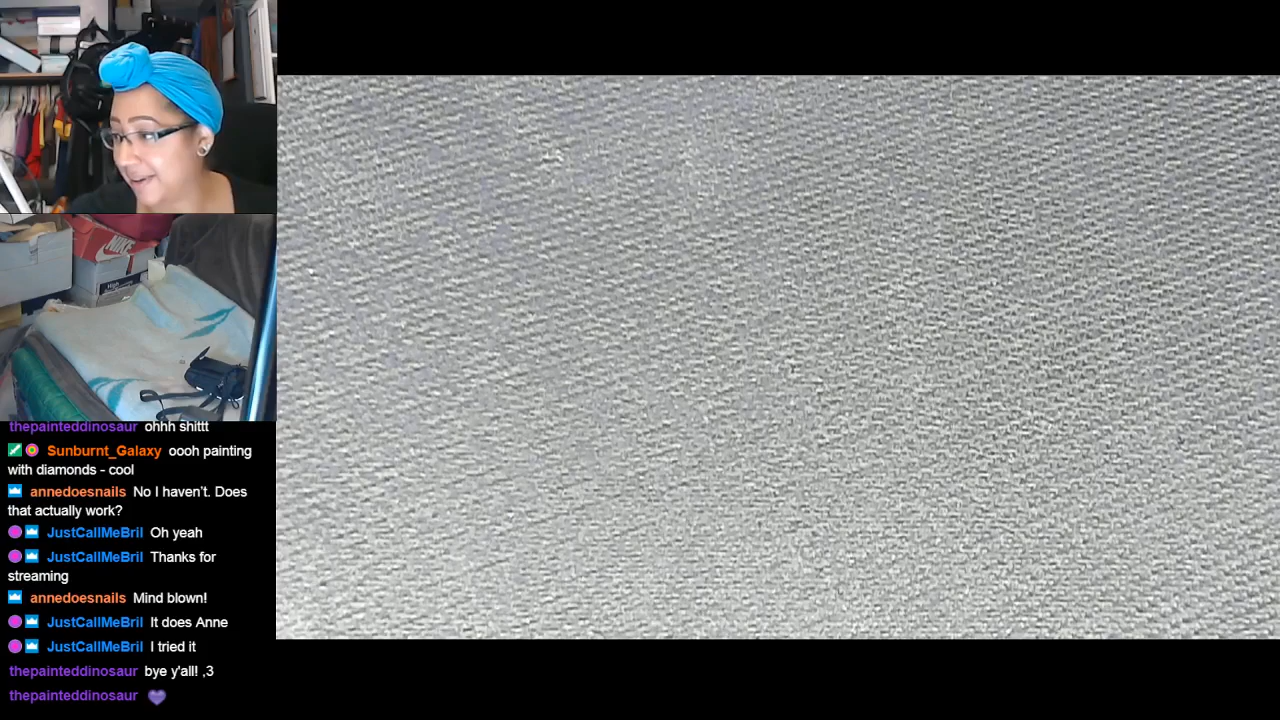 NIKE
High
thepainteddinosaur ohhh shittt
Sunburnt_Galaxy oooh painting
with diamonds - cool
annedoesnails No I haven't. Does
that actually work?
JustCallMeBril Oh yeah
JustCallMeBril Thanks for
streaming
annedoesnails Mind blown!
JustCallMeBril It does Anne
JustCallMeBril I tried it
thepainteddinosaur bye y'all! ,3
thepainteddinosaur